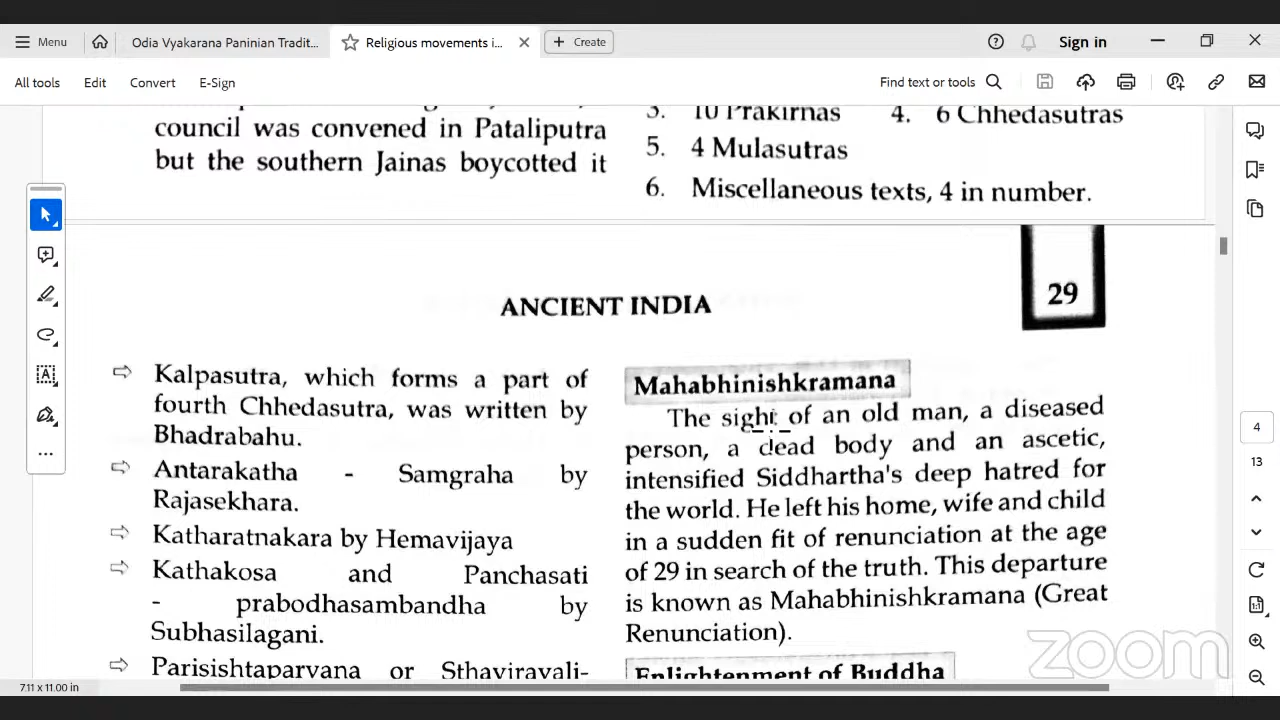 Menu
Odia Vyakarana Paninian Tradit...
Religious movements i...
Create
Sign in
All tools
Edit
Convert
E-Sign
Find text or tools
council was convened in Pataliputra
but the southern Jainas boycotted it
3. 10 Prakirnas 4. 6 Chhedasutras
5. 4 Mulasutras
6. Miscellaneous texts, 4 in number.
ANCIENT INDIA
29
Kalpasutra, which forms a part of
fourth Chhedasutra, was written by
Bhadrabahu.
Antarakatha - Samgraha by
Rajasekhara.
Katharatnakara by Hemavijaya
Kathakosa and Panchasati
- prabodhasambandha by
Subhasilagani.
Parisishtaparvana or Sthaviravali-
Mahabhinishkramana
The sight of an old man, a diseased
person, a dead body and an ascetic,
intensified Siddhartha's deep hatred for
the world. He left his home, wife and child
in a sudden fit of renunciation at the age
of 29 in search of the truth. This departure
is known as Mahabhinishkramana (Great
Renunciation).
Enlightenment of Buddha
4
13
7.11 x 11.00 in
zoom